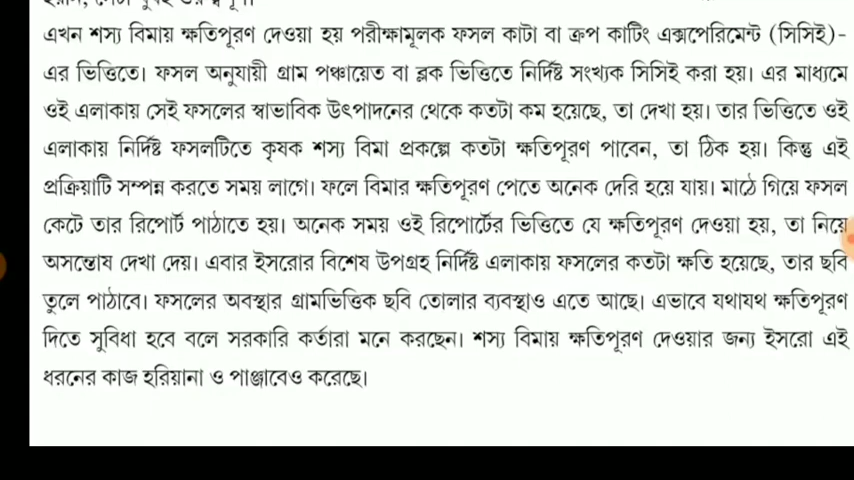 এখন শস্য বিমায় ক্ষতিপূরণ দেওয়া হয় পরীক্ষামূলক ফসল কাটা বা ক্রপ কাটিং এক্সপেরিমেন্ট (সিসিই)-
এর ভিত্তিতে। ফসল অনুযায়ী গ্রাম পঞ্চায়েত বা ব্লক ভিত্তিতে নির্দিষ্ট সংখ্যক সিসিই করা হয়। এর মাধ্যমে
ওই এলাকায় সেই ফসলের স্বাভাবিক উৎপাদনের থেকে কতটা কম হয়েছে, তা দেখা হয়। তার ভিত্তিতে ওই
এলাকায় নির্দিষ্ট ফসলটিতে কৃষক শস্য বিমা প্রকল্পে কতটা ক্ষতিপূরণ পাবেন, তা ঠিক হয়। কিন্তু এই
প্রক্রিয়াটি সম্পন্ন করতে সময় লাগে। ফলে বিমার ক্ষতিপূরণ পেতে অনেক দেরি হয়ে যায়। মাঠে গিয়ে ফসল
কেটে তার রিপোর্ট পাঠাতে হয়। অনেক সময় ওই রিপোর্টের ভিত্তিতে যে ক্ষতিপূরণ দেওয়া হয়, তা নিয়ে
অসন্তোষ দেখা দেয়। এবার ইসরোর বিশেষ উপগ্রহ নির্দিষ্ট এলাকায় ফসলের কতটা ক্ষতি হয়েছে, তার ছবি
তুলে পাঠাবে। ফসলের অবস্থার গ্রামভিত্তিক ছবি তোলার ব্যবস্থাও এতে আছে। এভাবে যথাযথ ক্ষতিপূরণ
দিতে সুবিধা হবে বলে সরকারি কর্তারা মনে করছেন। শস্য বিমায় ক্ষতিপূরণ দেওয়ার জন্য ইসরো এই
ধরনের কাজ হরিয়ানা ও পাঞ্জাবেও করেছে।